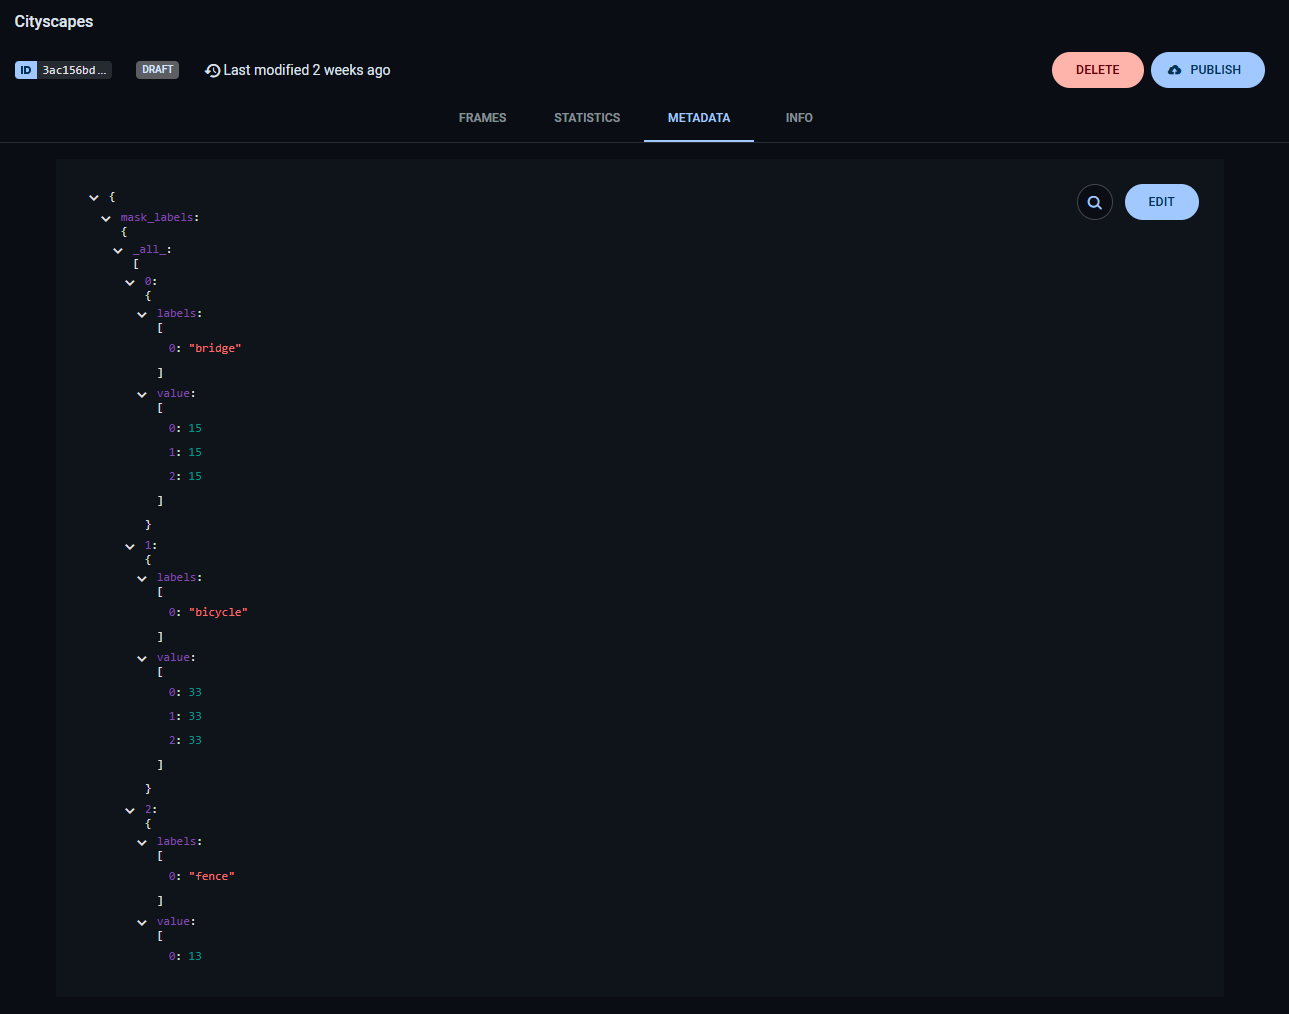 Cityscapes
ID 3ac156bd... DRAFT Last modified 2 weeks ago DELETE PUBLISH
FRAMES STATISTICS METADATA INFO
{
EDIT
mask_labels:
{
_all_:
[
0:
{
labels:
[
0: "bridge"
]
value:
[
0: 15
1: 15
2: 15
]
}
1:
{
labels:
[
0: "bicycle"
]
value:
[
0: 33
1: 33
2: 33
]
}
2:
{
labels:
[
0: "fence"
]
value:
[
0: 13